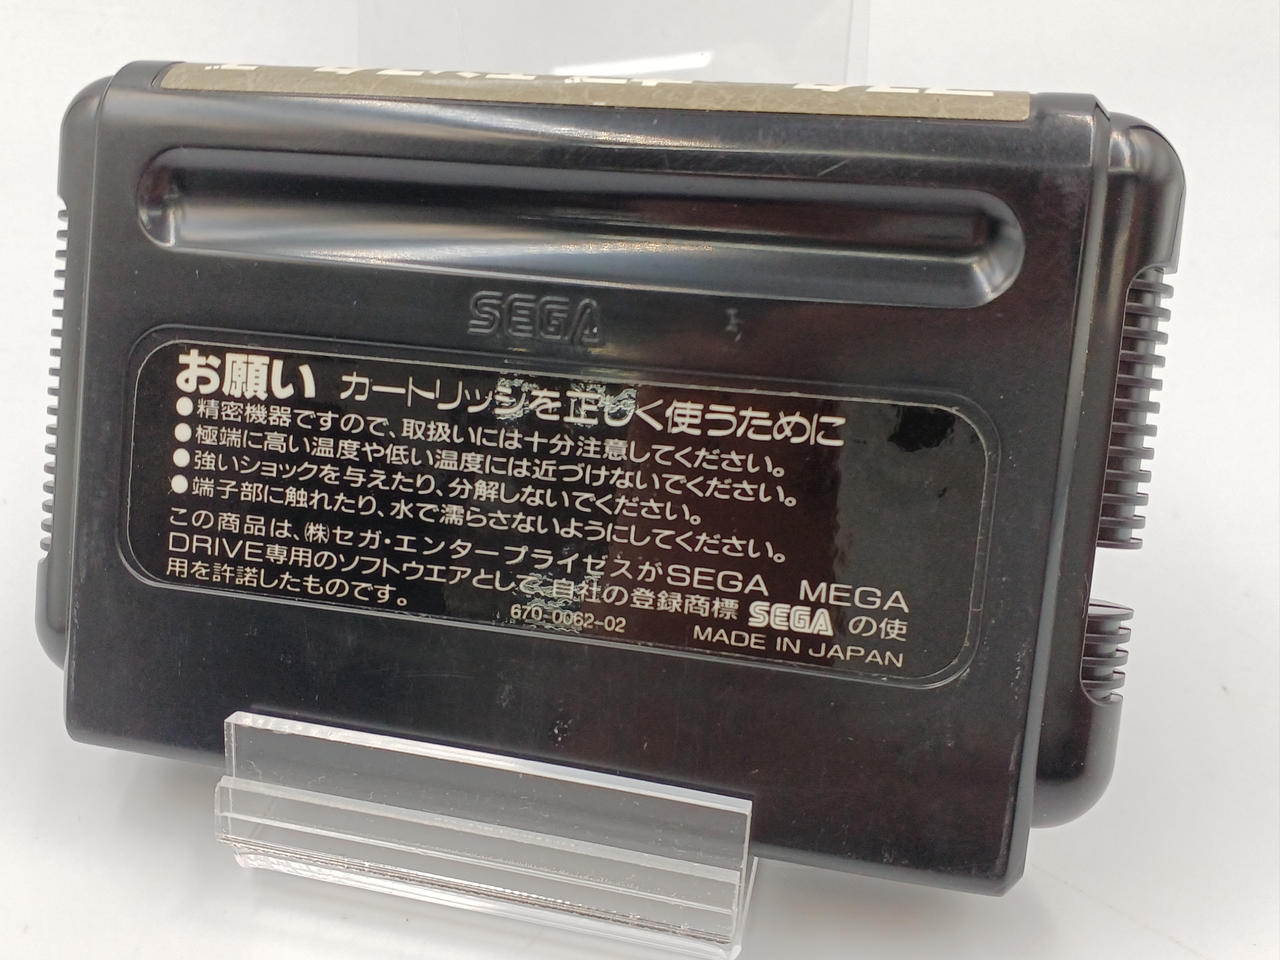 SEGA
お願い カートリッジを正しく使うために
●精密機器ですので、取扱いには十分注意してください。
●極端に高い温度や低い温度には近づけないでください。
●強いショックを与えたり、分解しないでください。
●端子部に触れたり、水で濡らさないようにしてください。
この商品は、㈱セガ・エンタープライゼスがSEGA MEGA
DRIVE専用のソフトウエアとして、自社の登録商標 SEGA の使
用を許諾したものです。
670-0062-02
MADE IN JAPAN